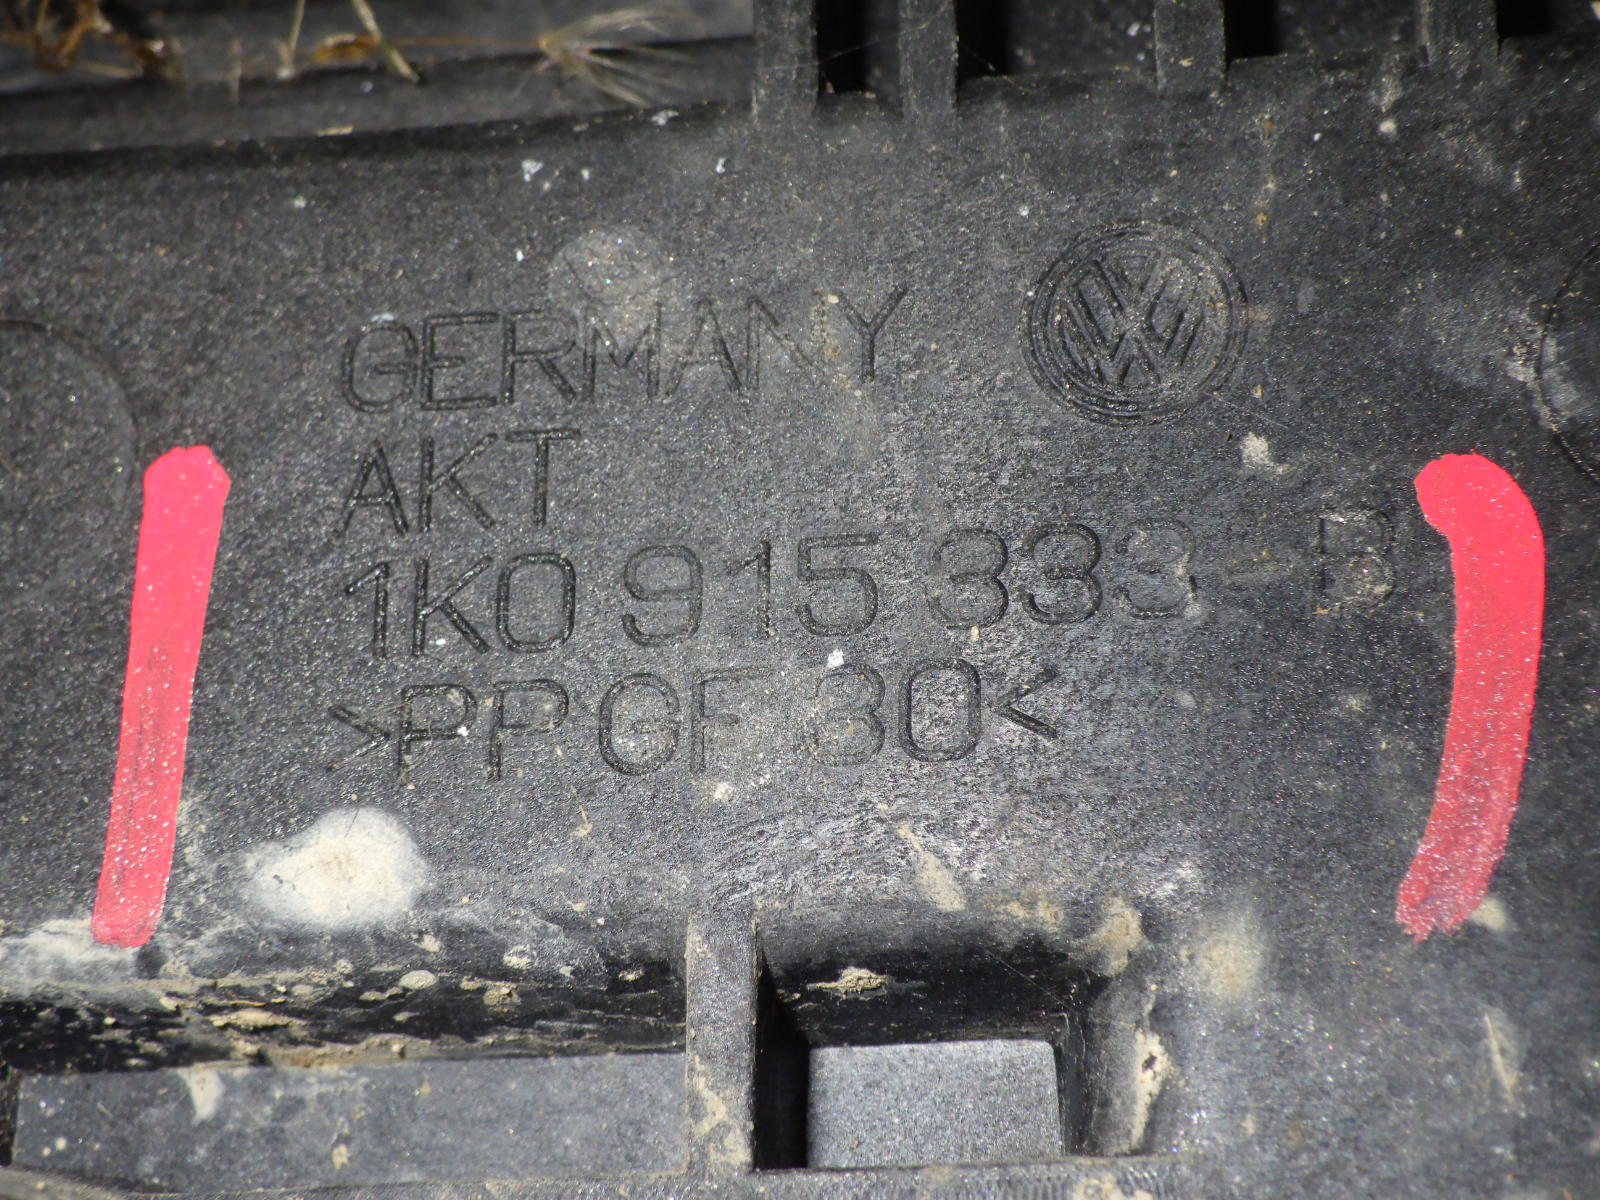 GERMANY
AKT
1K0 915 333 - B
>PP GF 30<